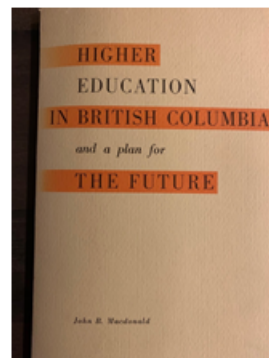 HIGHER
EDUCATION
IN BRITISH COLUMBIA
and a plan for
THE FUTURE
John B. Macdonald